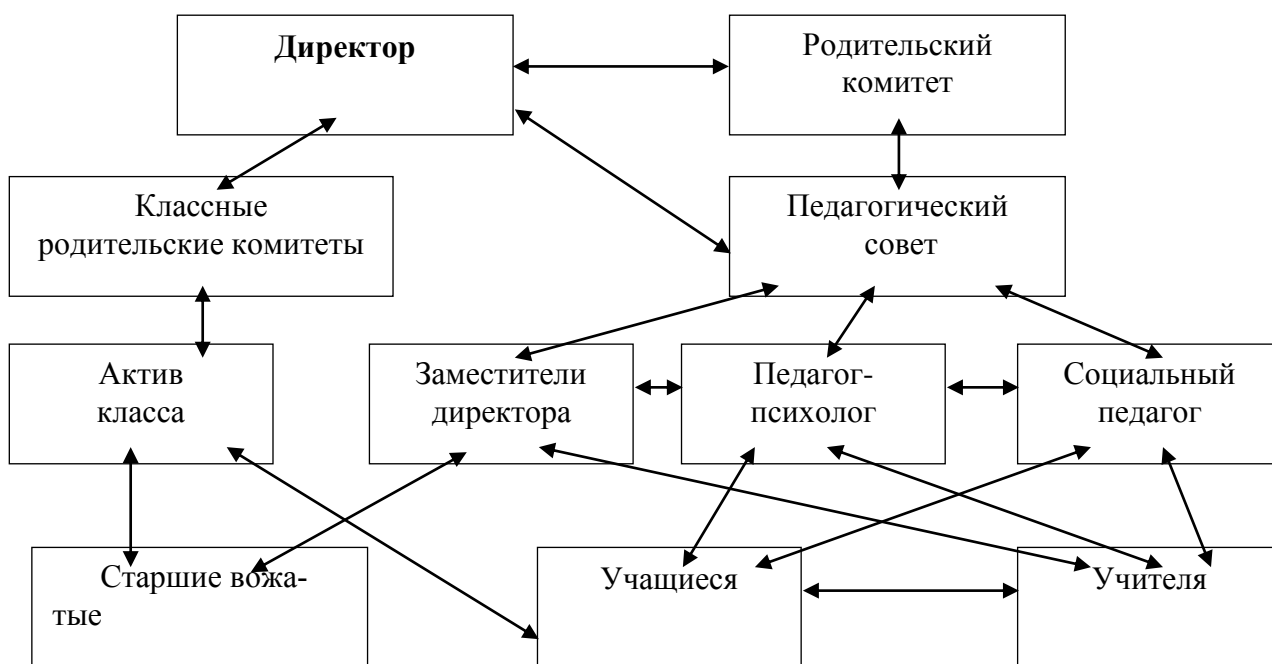 Директор
Родительский
комитет
Классные
родительские комитеты
Педагогический
совет
Актив
класса
Заместители
директора
Педагог-
психолог
Социальный
педагог
Старшие вожа-
тые
Учащиеся
Учителя